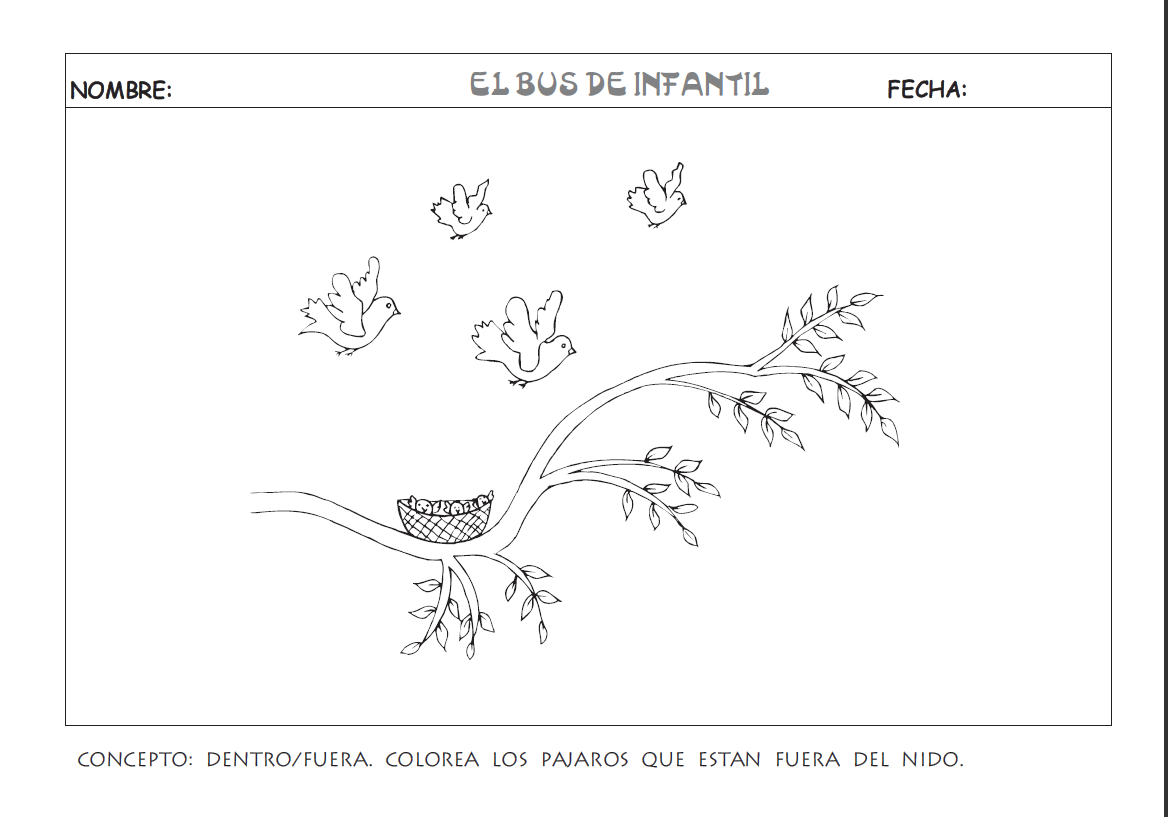 NOMBRE: EL BUS DE INFANTIL FECHA:
CONCEPTO: DENTRO/FUERA. COLOREA LOS PAJAROS QUE ESTAN FUERA DEL NIDO.